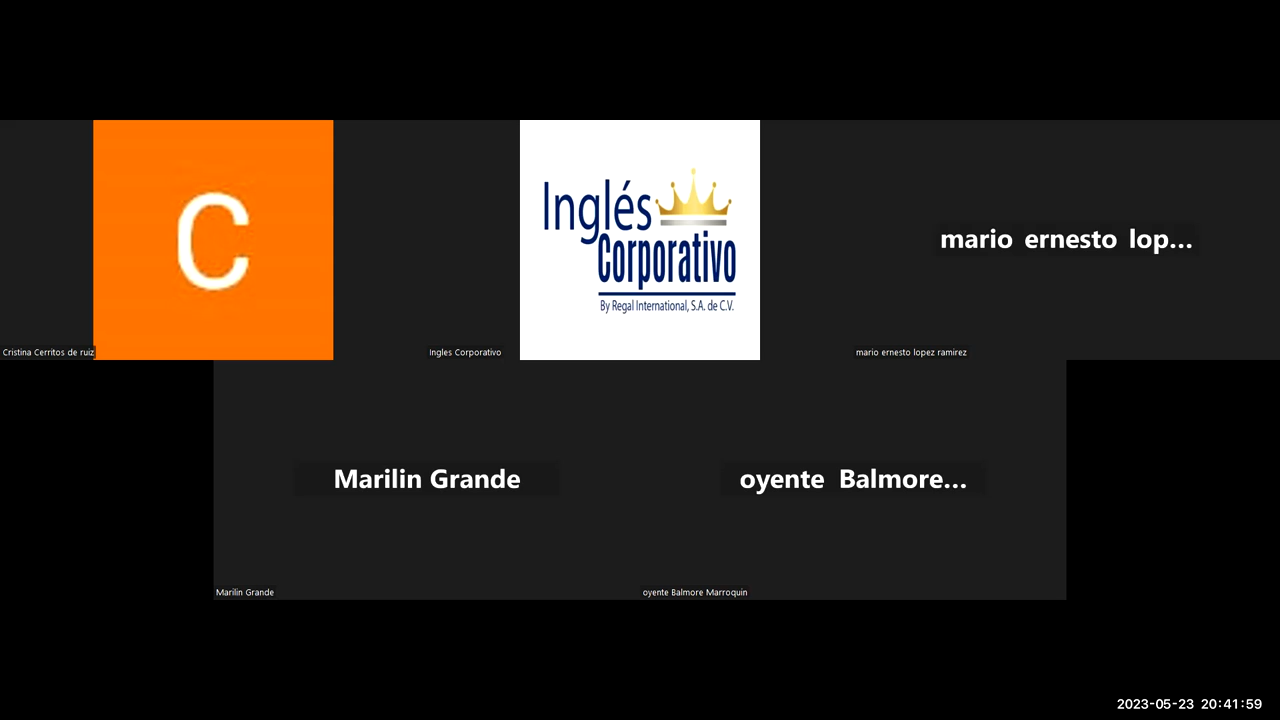 C
Inglés
Corporativo
By Regal International, S.A. de C.V.
mario ernesto lop...
Cristina Cerritos de ruiz
Ingles Corporativo
mario ernesto lopez ramirez
Marilin Grande
oyente Balmore...
Marilin Grande
oyente Balmore Marroquin
2023-05-23 20:41:59